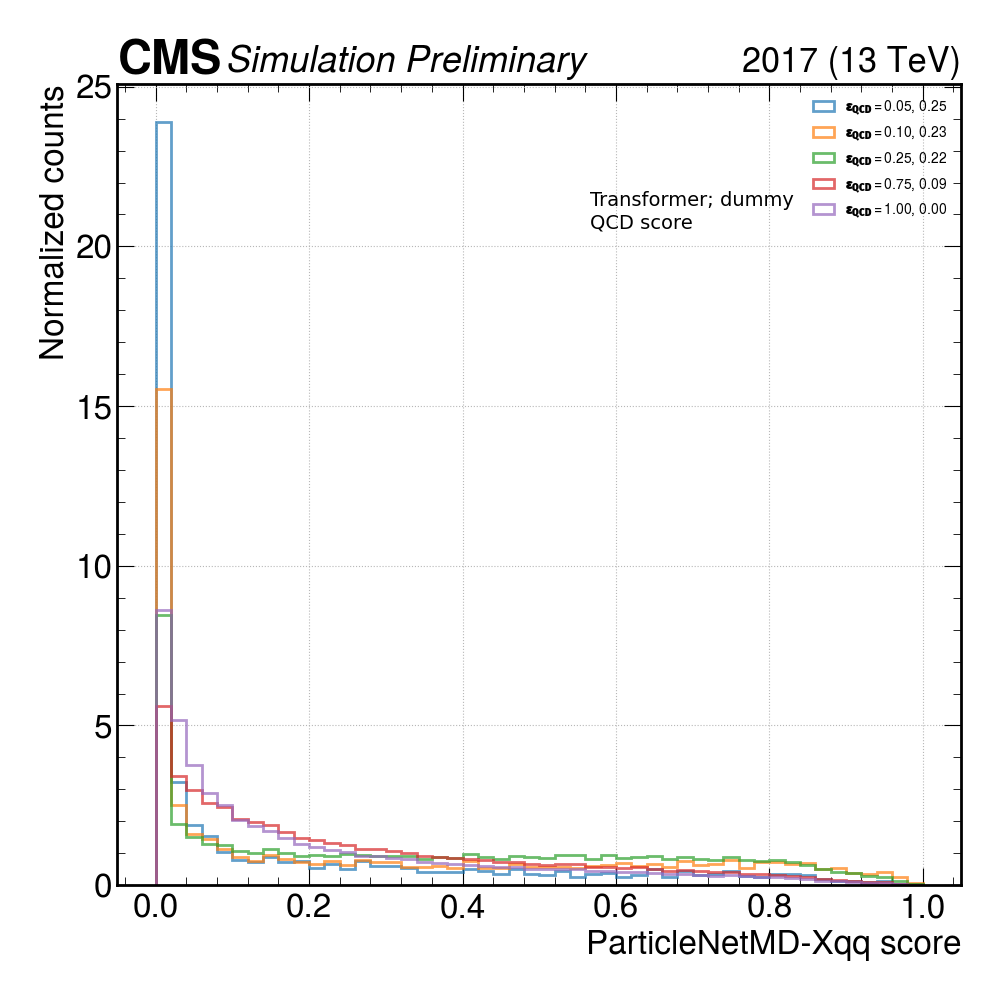 CMS Simulation Preliminary 2017 (13 TeV)
Normalized counts
25
20
15
10
5
0
εQCD = 0.05, 0.25
εQCD = 0.10, 0.23
εQCD = 0.25, 0.22
εQCD = 0.75, 0.09
εQCD = 1.00, 0.00
Transformer; dummy
QCD score
0.0 0.2 0.4 0.6 0.8 1.0
ParticleNetMD-Xqq score